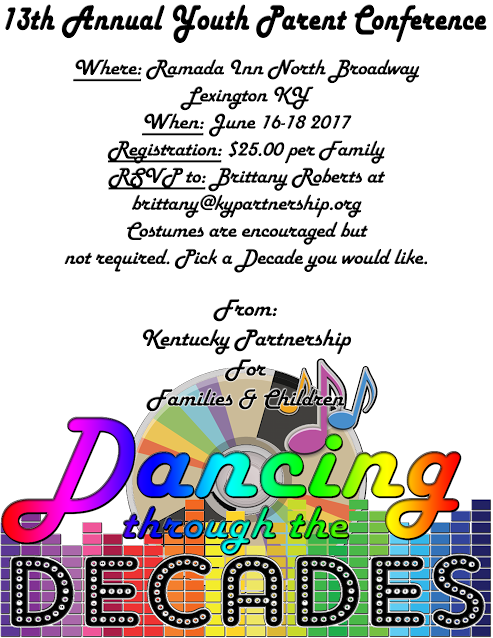 13th Annual Youth Parent Conference
Where: Ramada Inn North Broadway
Lexington KY
When: June 16-18 2017
Registration: $25.00 per Family
RSVP to: Brittany Roberts at
brittany@kypartnership.org
Costumes are encouraged but
not required. Pick a Decade you would like.
From:
Kentucky Partnership
For
Families & Children
Dancing
through the
DECADES